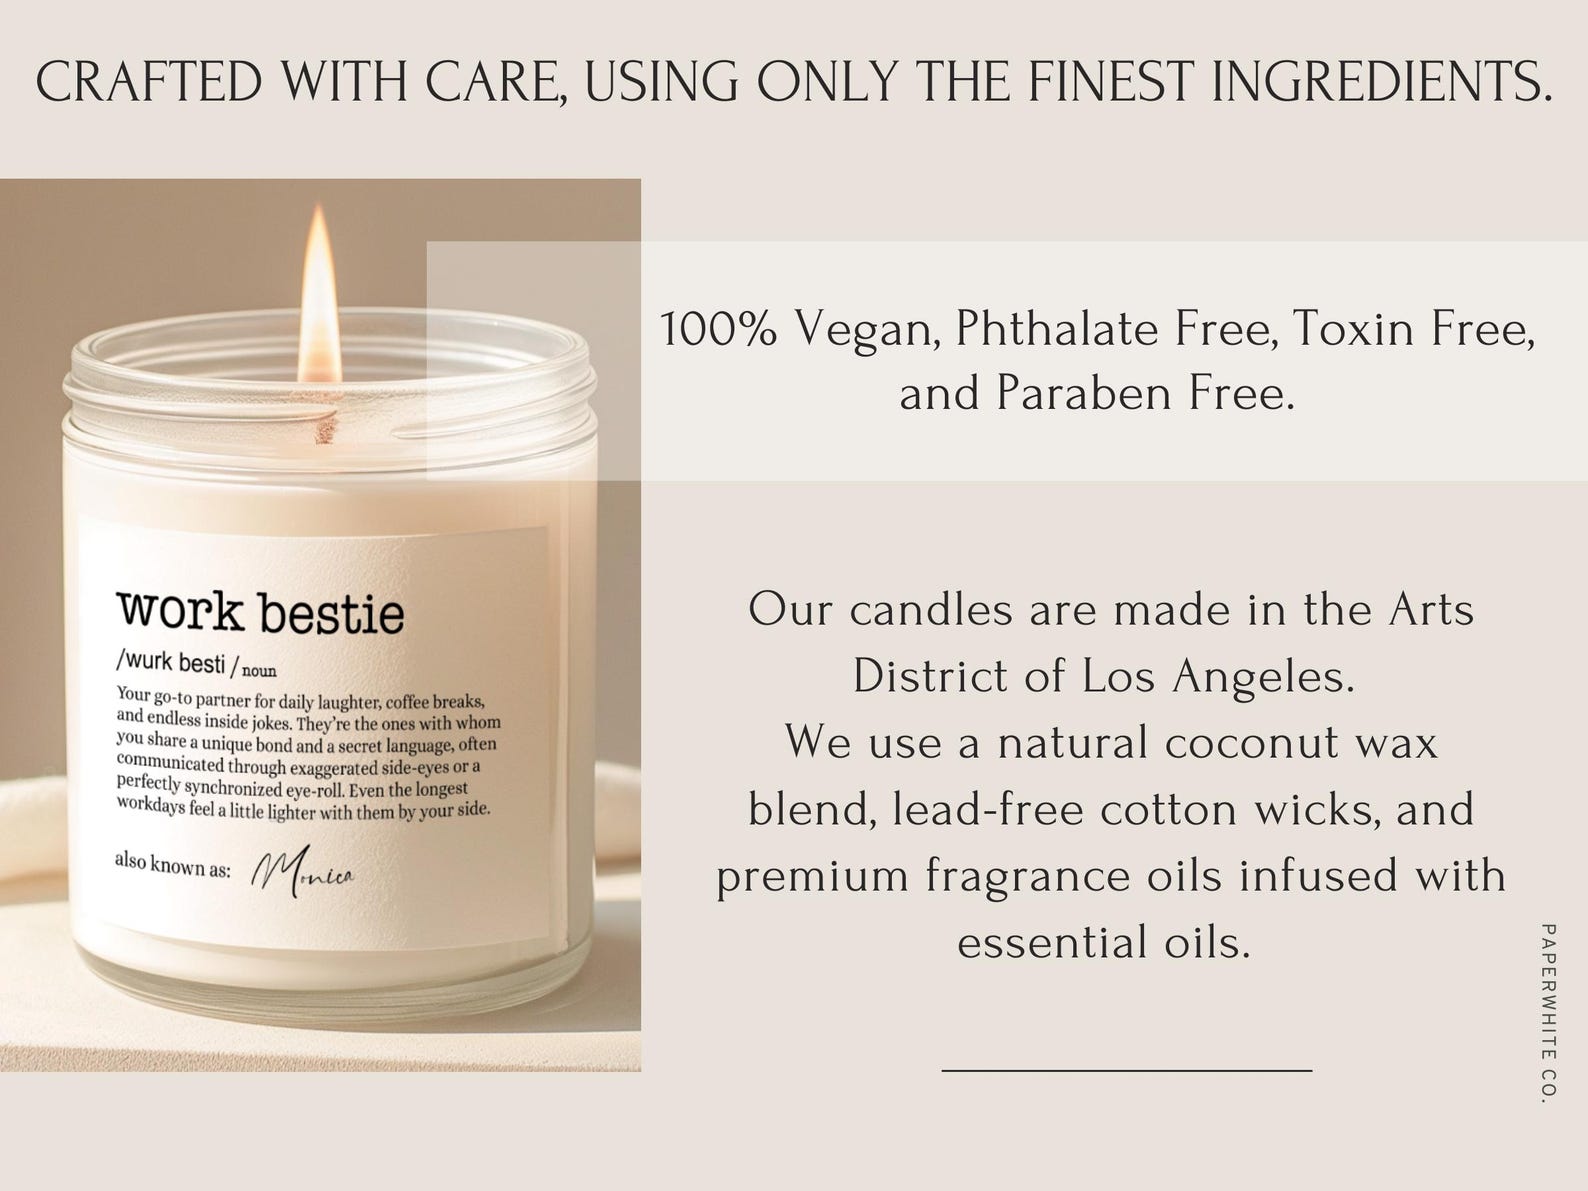 CRAFTED WITH CARE, USING ONLY THE FINEST INGREDIENTS.
100% Vegan, Phthalate Free, Toxin Free,
and Paraben Free.
work bestie
/wurk besti / noun
Your go-to partner for daily laughter, coffee breaks,
and endless inside jokes. They're the ones with whom
you share a unique bond and a secret language, often
communicated through exaggerated side-eyes or a
perfectly synchronized eye-roll. Even the longest
workdays feel a little lighter with them by your side.
also known as: Monica
Our candles are made in the Arts
District of Los Angeles.
We use a natural coconut wax
blend, lead-free cotton wicks, and
premium fragrance oils infused with
essential oils.
PAPERWHITE CO.